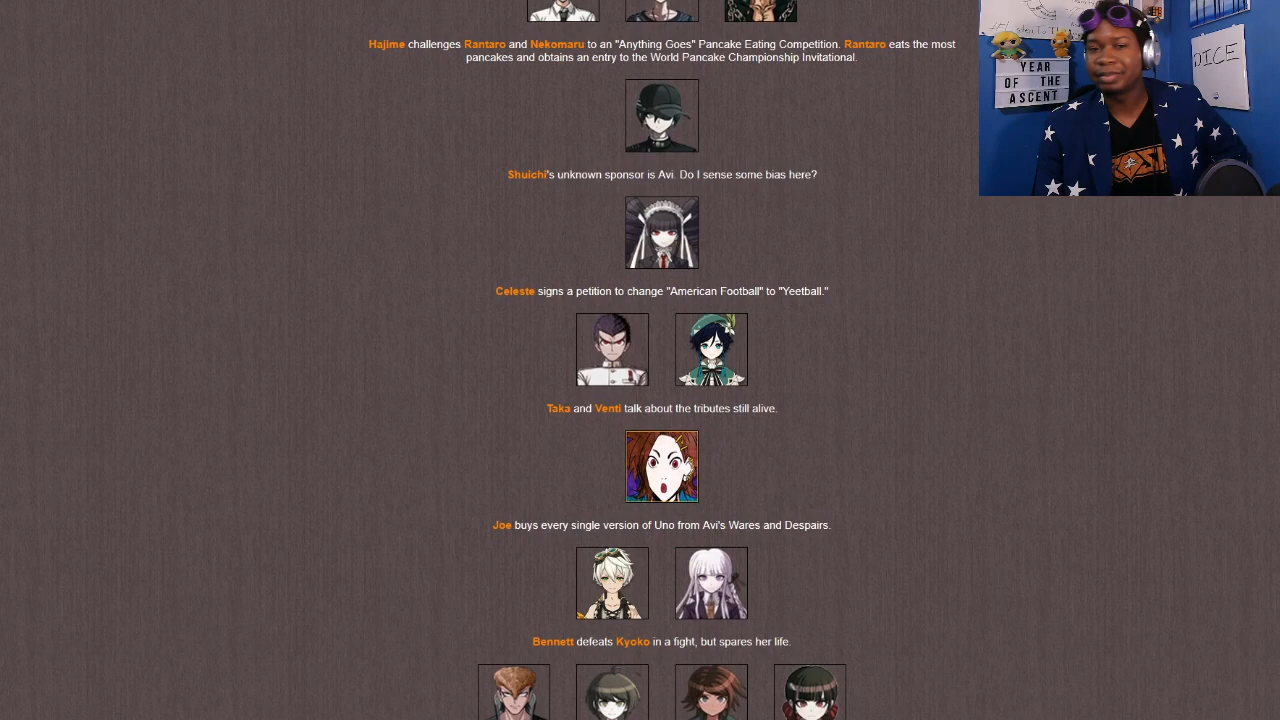 Hajime challenges Rantaro and Nekomaru to an "Anything Goes" Pancake Eating Competition. Rantaro eats the most
pancakes and obtains an entry to the World Pancake Championship Invitational.
Shuichi's unknown sponsor is Avi. Do I sense some bias here?
Celeste signs a petition to change "American Football" to "Yeetball."
Taka and Venti talk about the tributes still alive.
Joe buys every single version of Uno from Avi's Wares and Despairs.
Bennett defeats Kyoko in a fight, but spares her life.
YEAR
OF THE
ASCENT
DICE